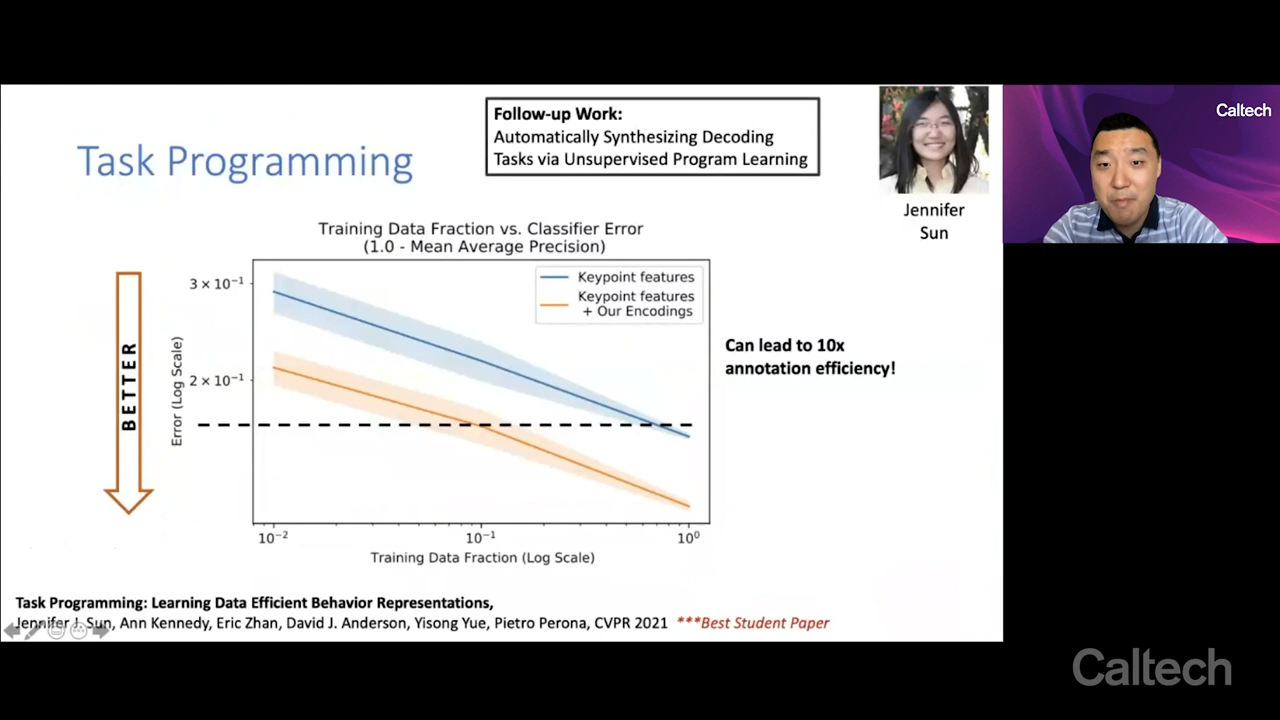 Follow-up Work:
Automatically Synthesizing Decoding
Tasks via Unsupervised Program Learning
Task Programming
Jennifer
Sun
Caltech
Training Data Fraction vs. Classifier Error
(1.0 - Mean Average Precision)
Keypoint features
Keypoint features
+ Our Encodings
3 × 10⁻¹
2 × 10⁻¹
Error (Log Scale)
BETTER
Can lead to 10x
annotation efficiency!
10⁻² 10⁻¹ 10⁰
Training Data Fraction (Log Scale)
Task Programming: Learning Data Efficient Behavior Representations,
Jennifer J. Sun, Ann Kennedy, Eric Zhan, David J. Anderson, Yisong Yue, Pietro Perona, CVPR 2021 ***Best Student Paper
Caltech